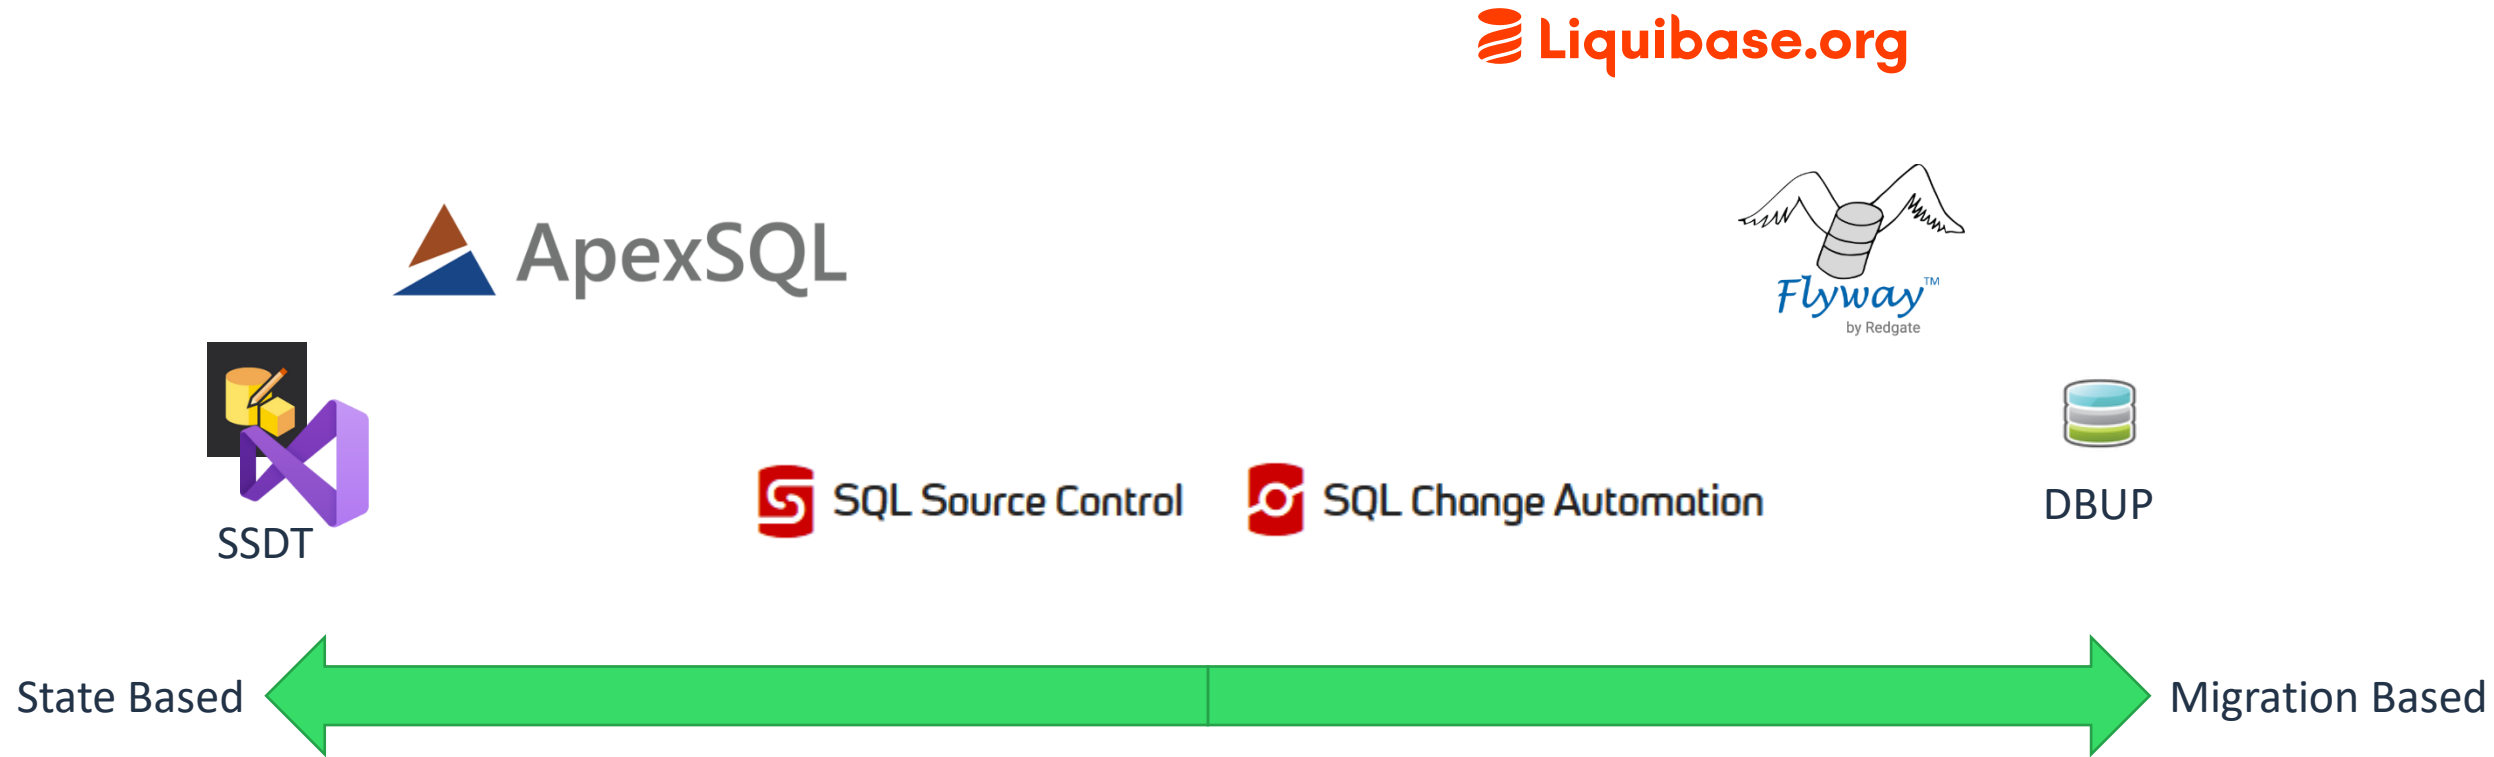 Liquibase.org
ApexSQL
Flyway™
by Redgate
SQL Source Control
SQL Change Automation
DBUP
SSDT
State Based
Migration Based